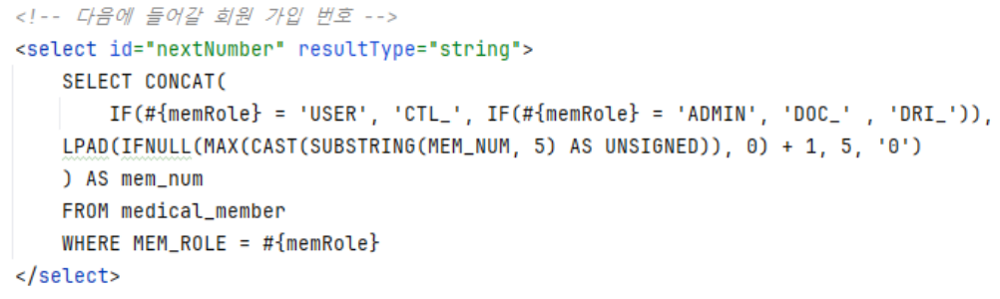 <!-- 다음에 들어갈 회원 가입 번호 -->
<select id="nextNumber" resultType="string">
    SELECT CONCAT(
        IF(#{memRole} = 'USER', 'CTL_', IF(#{memRole} = 'ADMIN', 'DOC_' , 'DRI_')),
    LPAD(IFNULL(MAX(CAST(SUBSTRING(MEM_NUM, 5) AS UNSIGNED)), 0) + 1, 5, '0')
    ) AS mem_num
    FROM medical_member
    WHERE MEM_ROLE = #{memRole}
</select>